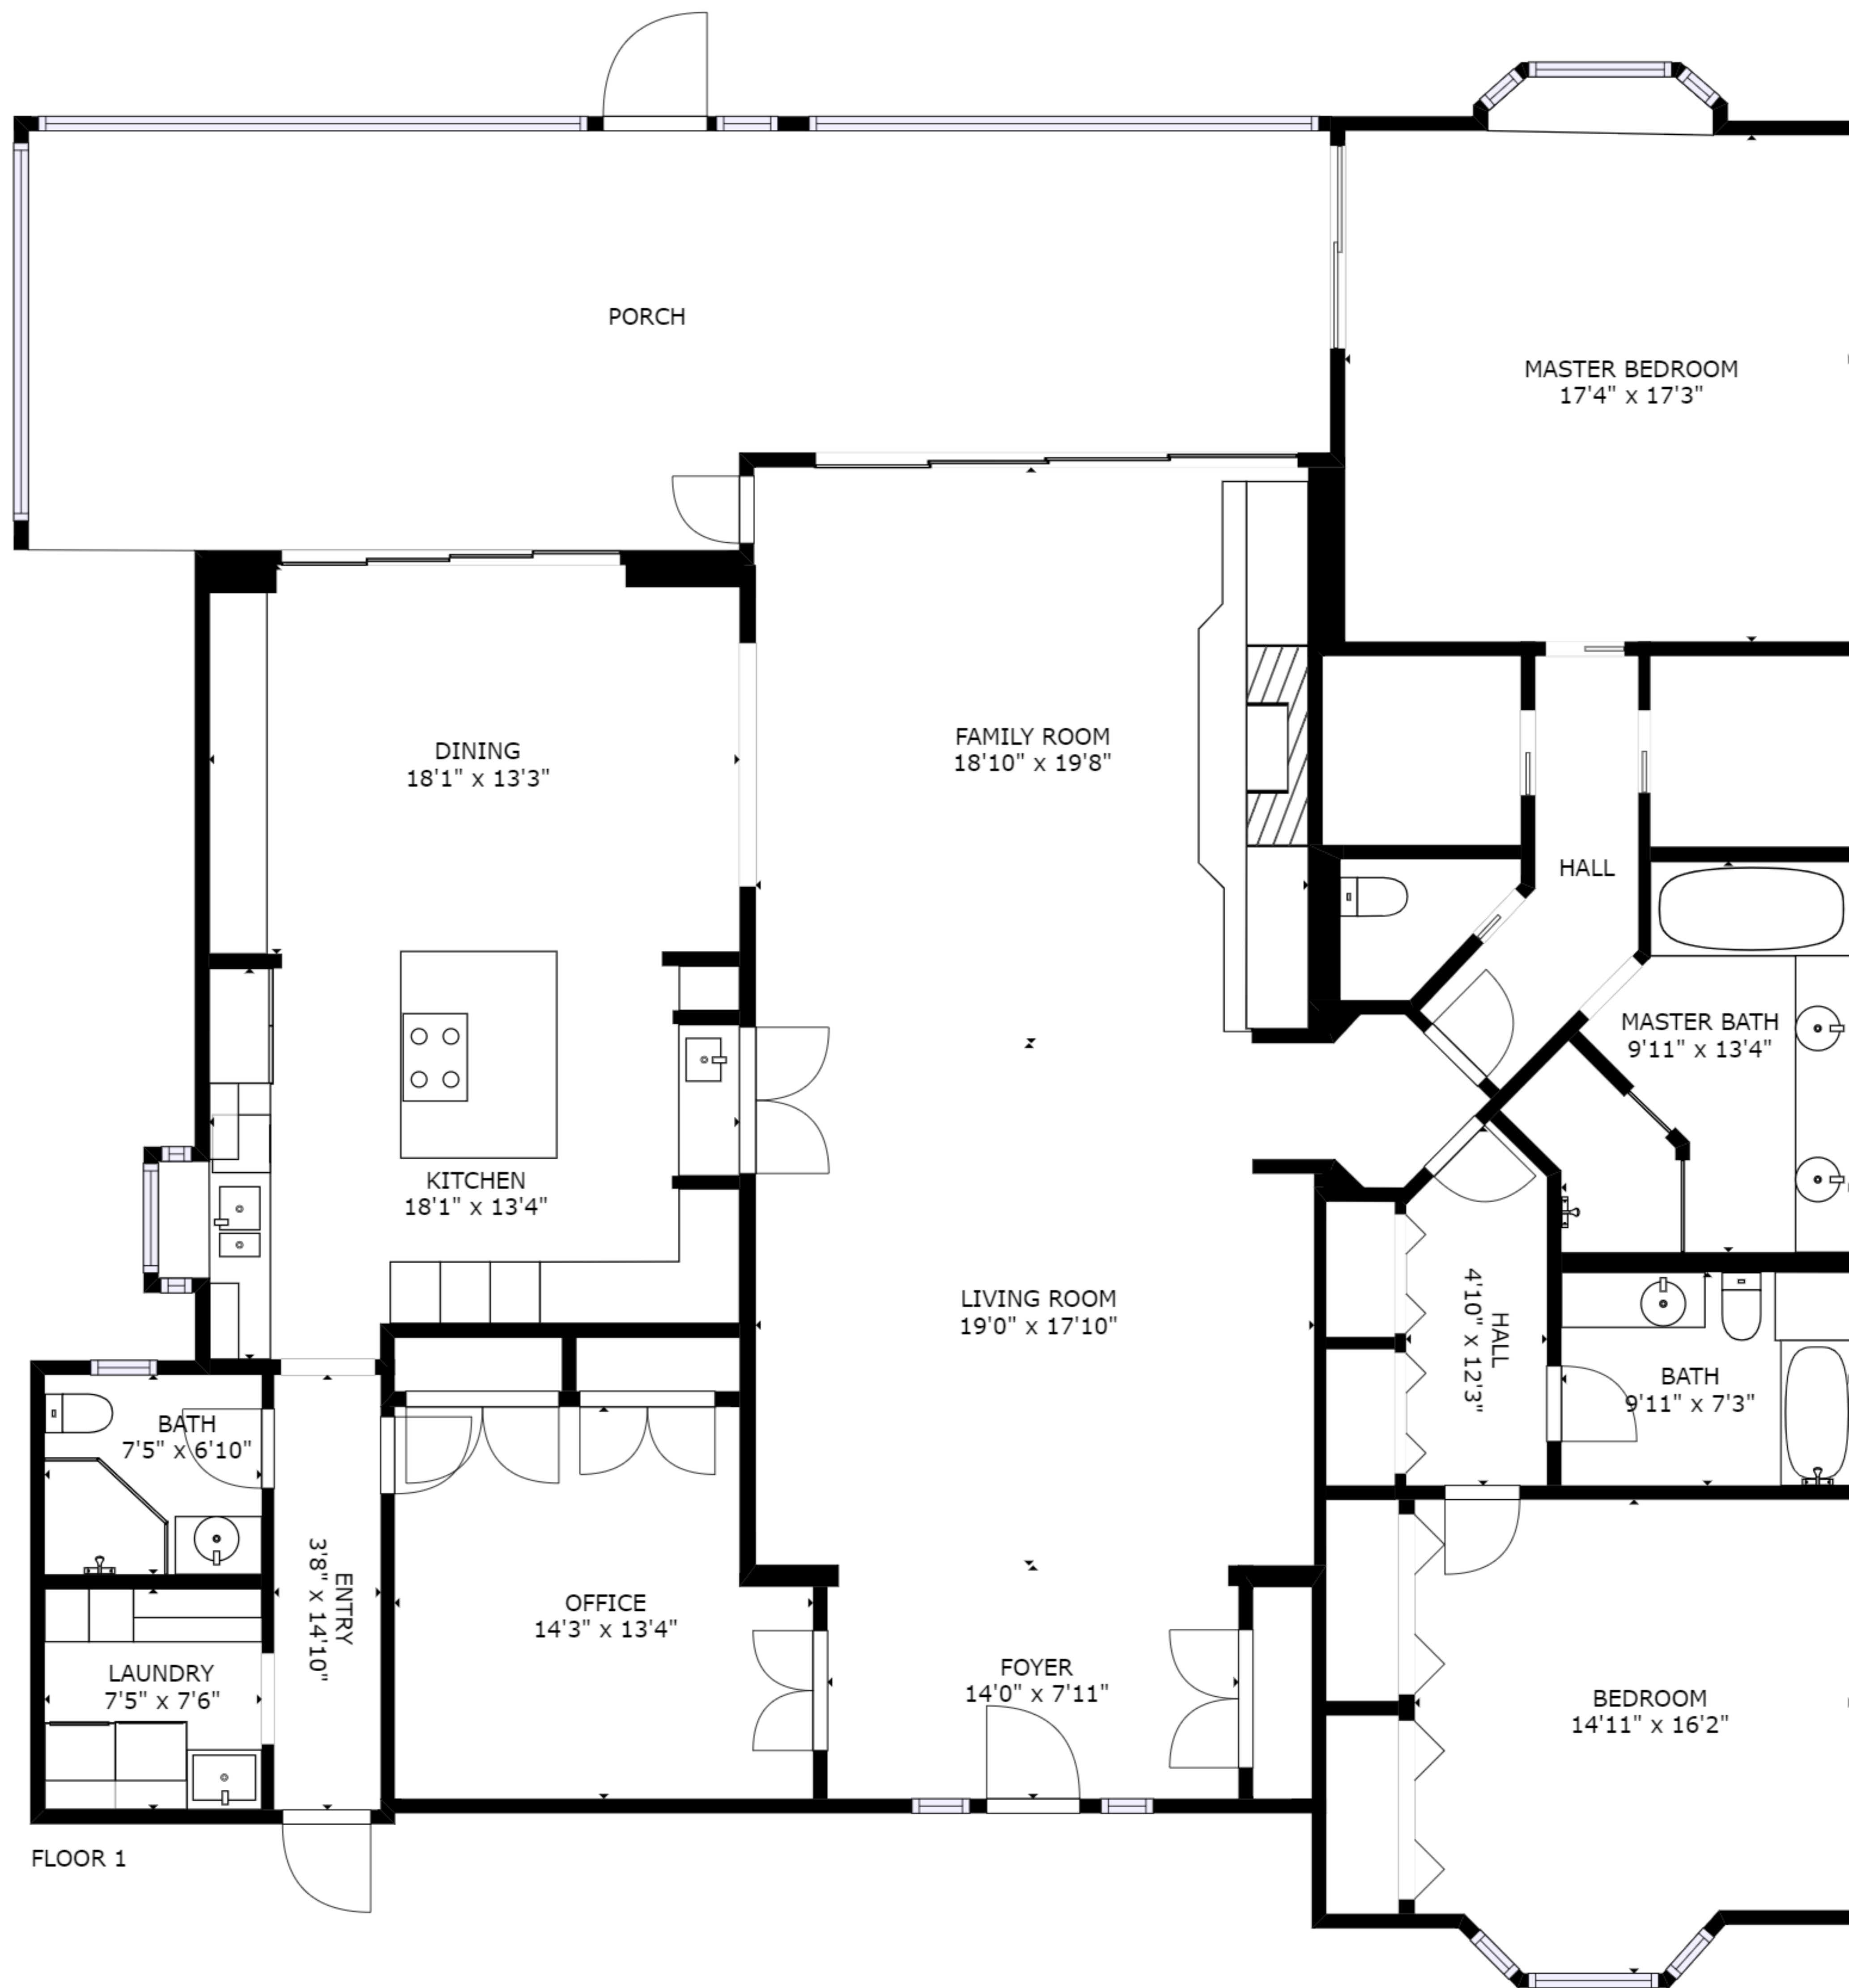 PORCH
MASTER BEDROOM
17'4" x 17'3"
DINING
18'1" x 13'3"
FAMILY ROOM
18'10" x 19'8"
HALL
MASTER BATH
9'11" x 13'4"
KITCHEN
18'1" x 13'4"
LIVING ROOM
19'0" x 17'10"
HALL
4'10" x 12'3"
BATH
9'11" x 7'3"
BATH
7'5" x 6'10"
ENTRY
3'8" x 14'10"
OFFICE
14'3" x 13'4"
LAUNDRY
7'5" x 7'6"
FOYER
14'0" x 7'11"
BEDROOM
14'11" x 16'2"
FLOOR 1